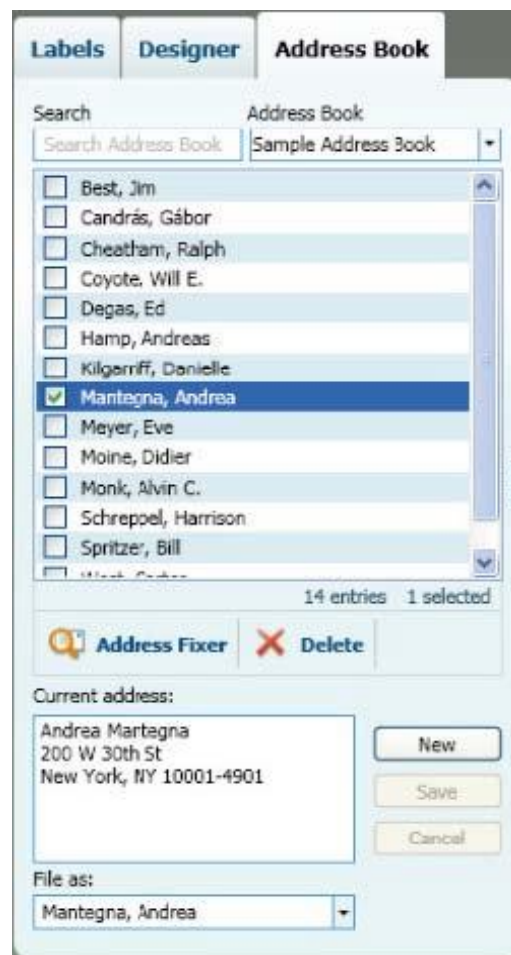 Labels Designer Address Book
Search Address Book
Search Address Book Sample Address Book
Best, Jim
Candrás, Gábor
Cheatham, Ralph
Coyote, Will E.
Degas, Ed
Hamp, Andreas
Kilgarriff, Danielle
Mantegna, Andrea
Meyer, Eve
Moine, Didier
Monk, Alvin C.
Schreppel, Harrison
Spritzer, Bill
14 entries 1 selected
Address Fixer Delete
Current address:
Andrea Martegna
200 W 30th St
New York, NY 10001-4901
New
Save
Cancel
File as:
Mantegna, Andrea